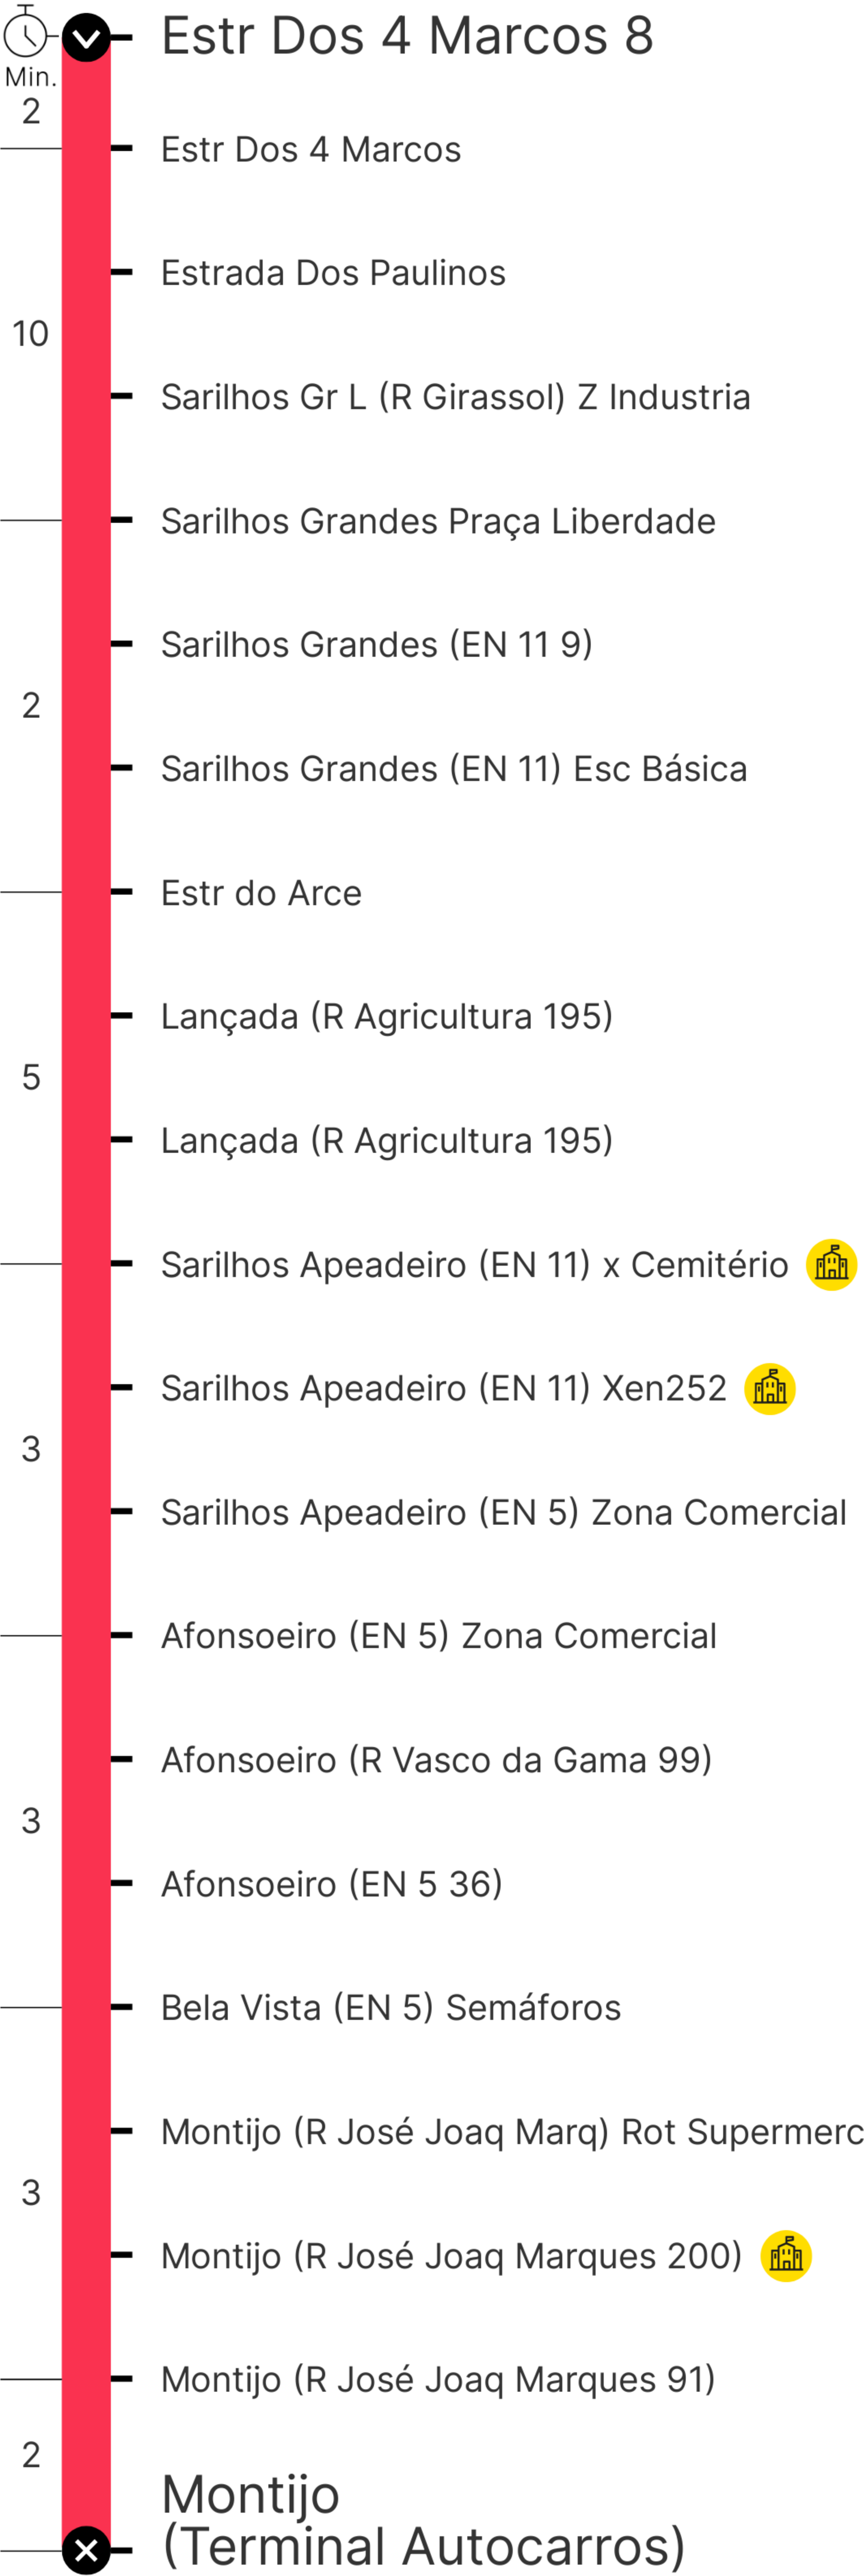 Estr Dos 4 Marcos 8
Min.
2
Estr Dos 4 Marcos
Estrada Dos Paulinos
10
Sarilhos Gr L (R Girassol) Z Industria
Sarilhos Grandes Praça Liberdade
Sarilhos Grandes (EN 11 9)
2
Sarilhos Grandes (EN 11) Esc Básica
Estr do Arce
Lançada (R Agricultura 195)
5
Lançada (R Agricultura 195)
Sarilhos Apeadeiro (EN 11) x Cemitério
Sarilhos Apeadeiro (EN 11) Xen252
3
Sarilhos Apeadeiro (EN 5) Zona Comercial
Afonsoeiro (EN 5) Zona Comercial
Afonsoeiro (R Vasco da Gama 99)
3
Afonsoeiro (EN 5 36)
Bela Vista (EN 5) Semáforos
Montijo (R José Joaq Marq) Rot Supermerc
3
Montijo (R José Joaq Marques 200)
Montijo (R José Joaq Marques 91)
2
Montijo
(Terminal Autocarros)